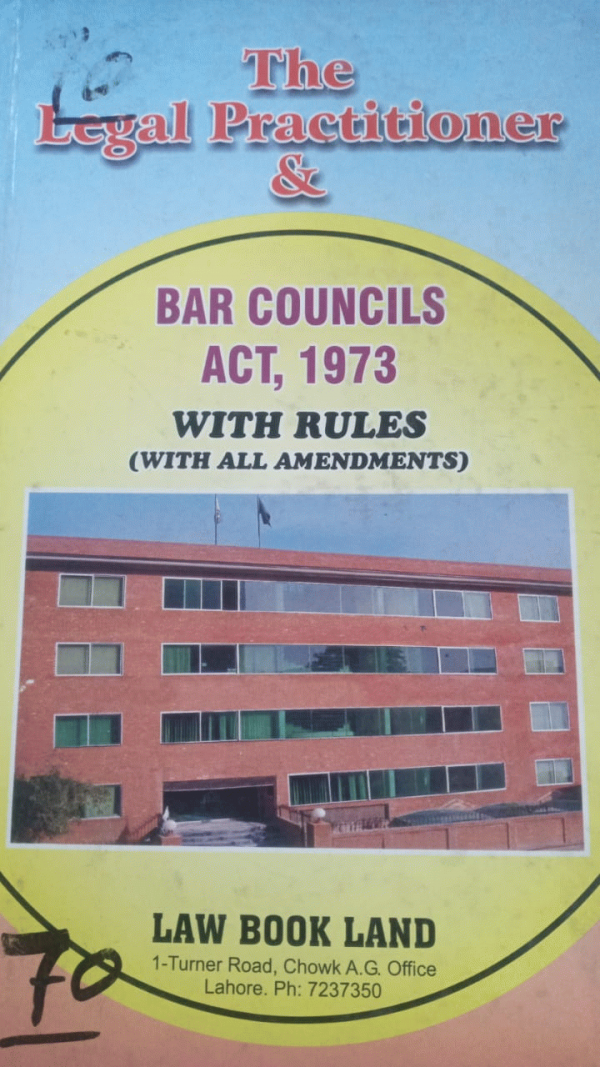 The
Legal Practitioner
&
BAR COUNCILS
ACT, 1973
WITH RULES
(WITH ALL AMENDMENTS)
LAW BOOK LAND
1-Turner Road, Chowk A.G. Office
Lahore. Ph: 7237350
70